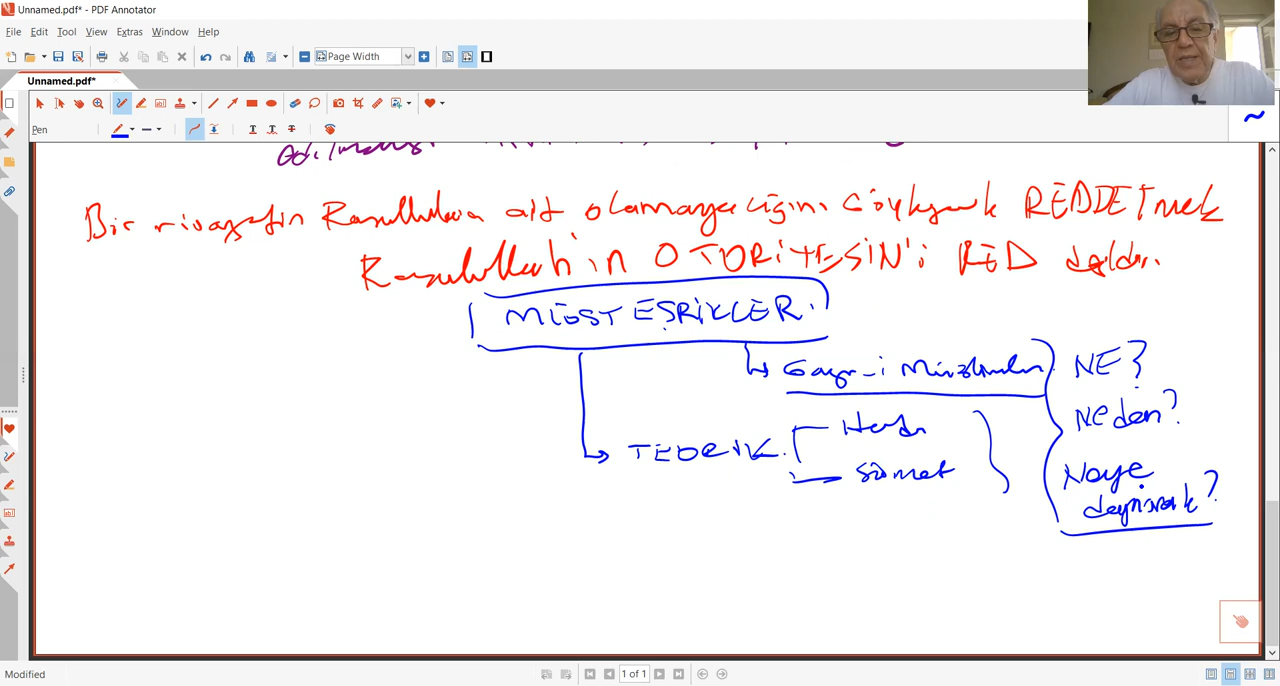 Unnamed.pdf* - PDF Annotator
File Edit Tool View Extras Window Help
Page Width
Unnamed.pdf*
Pen
Bir rivayetin Rasulullaha ait olamayacağını söyleyerek REDDETmek
Rasulullah'ın OTORİTESİN'i RED değildir.
MÜSTEŞRİKLER
Gayr-i Müslimler NE?
Neden?
TEORİK Hadis
Sünnet Neye
dayanarak?
1 of 1
Modified